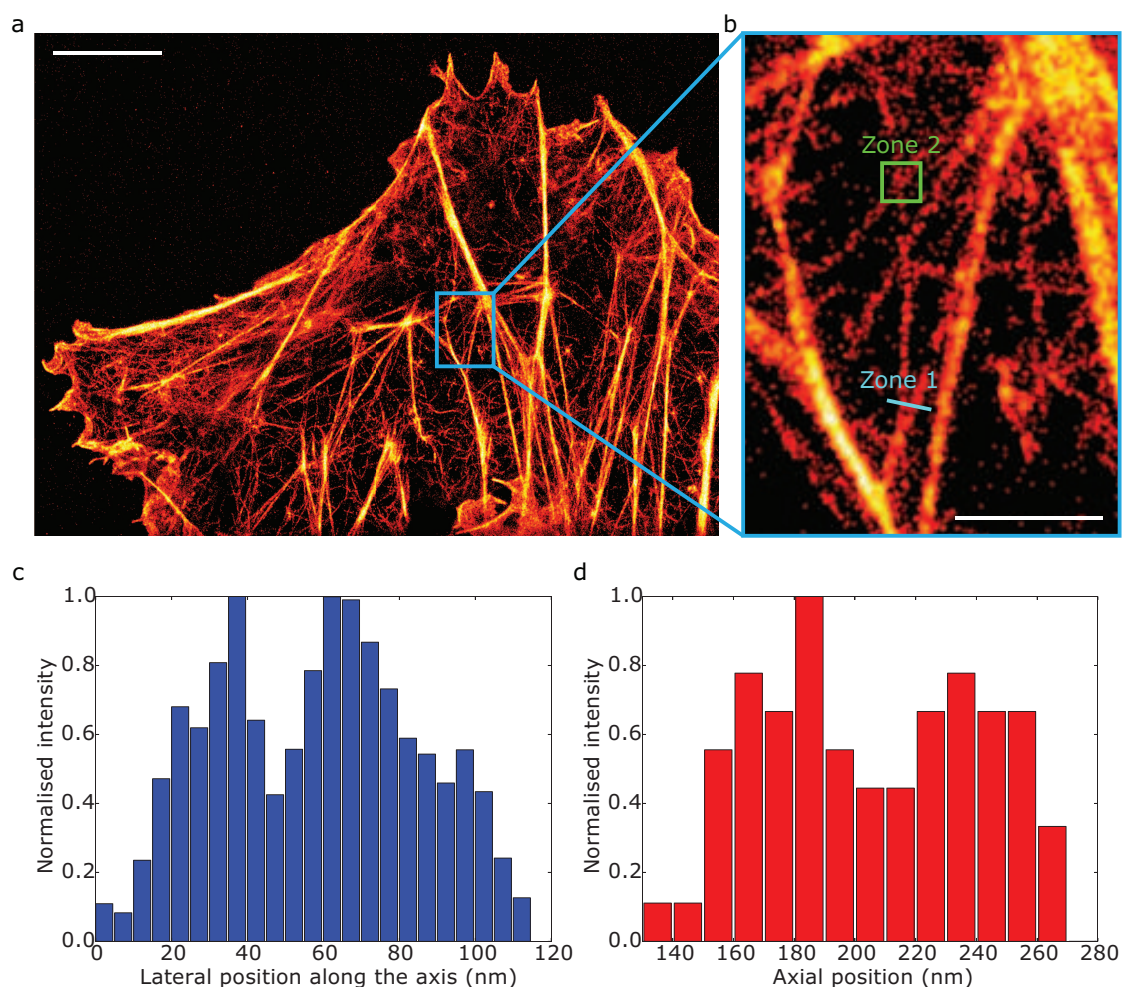 a
b
Zone 2
Zone 1
c
1.0
0.8
0.6
0.4
0.2
0.0
Normalised intensity
20
40
60
80
100
120
Lateral position along the axis (nm)
d
1.0
0.8
0.6
0.4
0.2
0.0
Normalised intensity
140
160
180
200
220
240
260
280
Axial position (nm)